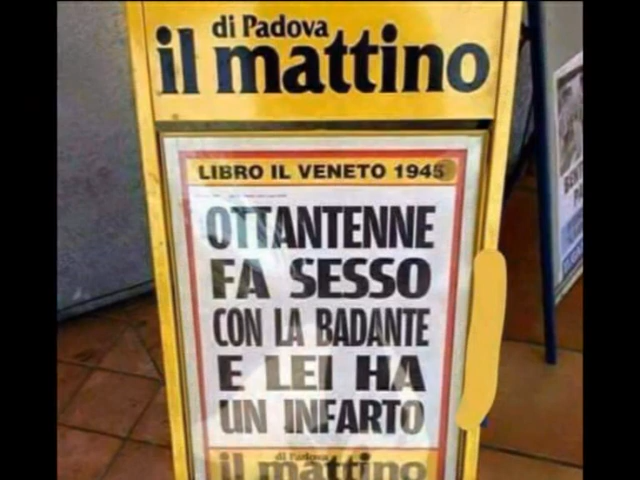 di Padova
il mattino
LIBRO IL VENETO 1945
OTTANTENNE
FA SESSO
CON LA BADANTE
E LEI HA
UN INFARTO
di Padova
il mattino